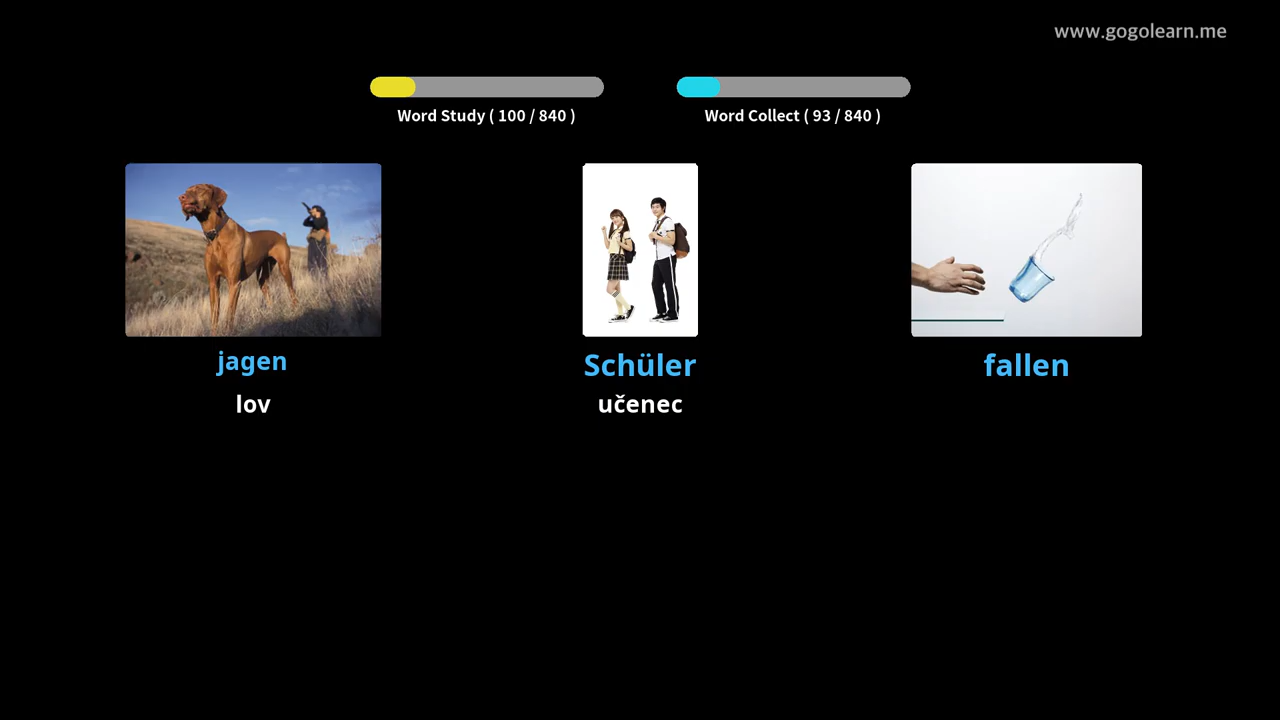 www.gogolearn.me
Word Study ( 100 / 840 )
Word Collect ( 93 / 840 )
jagen
Schüler
fallen
lov
učenec